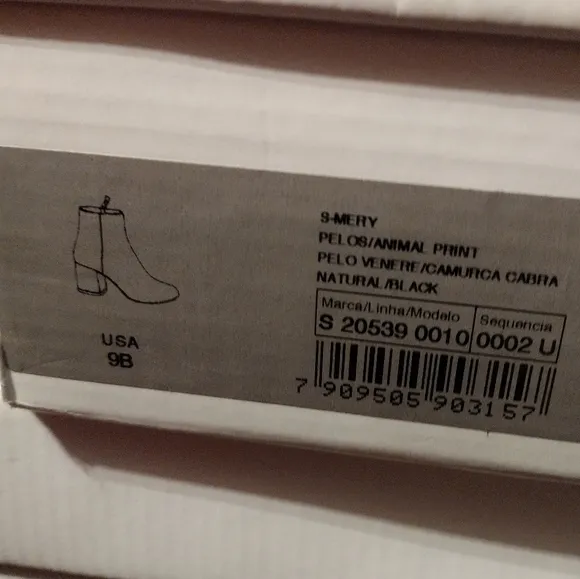 S-MERY
PELOS/ANIMAL PRINT
PELO VENERE/CAMURCA CABRA
NATURAL/BLACK
Marca/Linha/Modelo Sequencia
S 20539 0010 0002 U
7 909505 903157
USA
9B